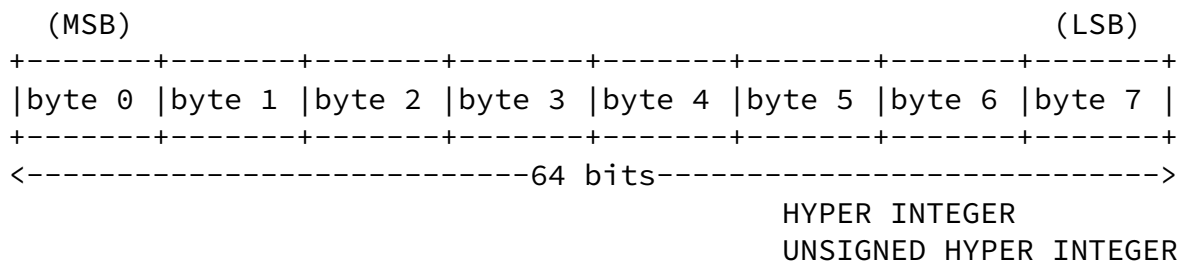 (MSB)                                                   (LSB)
+-------+-------+-------+-------+-------+-------+-------+-------+
|byte 0 |byte 1 |byte 2 |byte 3 |byte 4 |byte 5 |byte 6 |byte 7 |
+-------+-------+-------+-------+-------+-------+-------+-------+
<----------------------------64 bits---------------------------->
HYPER INTEGER
UNSIGNED HYPER INTEGER